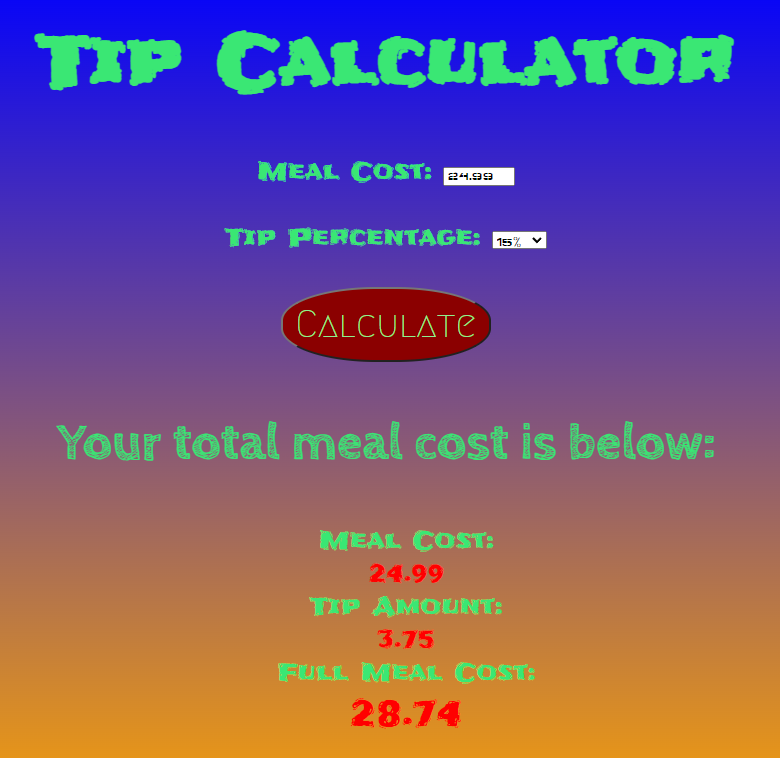 Tip Calculator
Meal Cost: 24.99
Tip Percentage: 15%
Calculate
Your total meal cost is below:
Meal Cost:
24.99
Tip Amount:
3.75
Full Meal Cost:
28.74